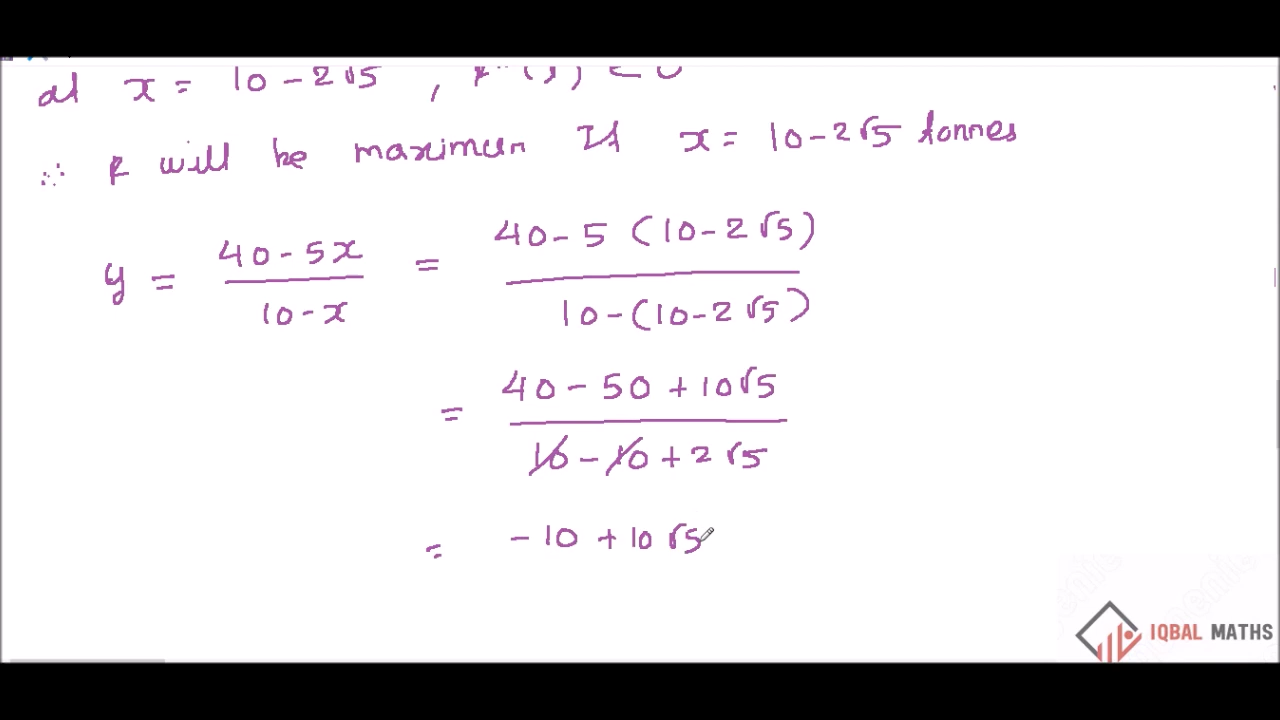 at x = 10 - 2√5 , R''(x) < 0
∴ R will be maximum If x = 10 - 2√5 tonnes
y = (40 - 5x)/(10 - x) = (40 - 5 (10 - 2√5))/(10 - (10 - 2√5))
= (40 - 50 + 10√5)/(10 - 10 + 2√5)
= - 10 + 10√5
IQBAL MATHS